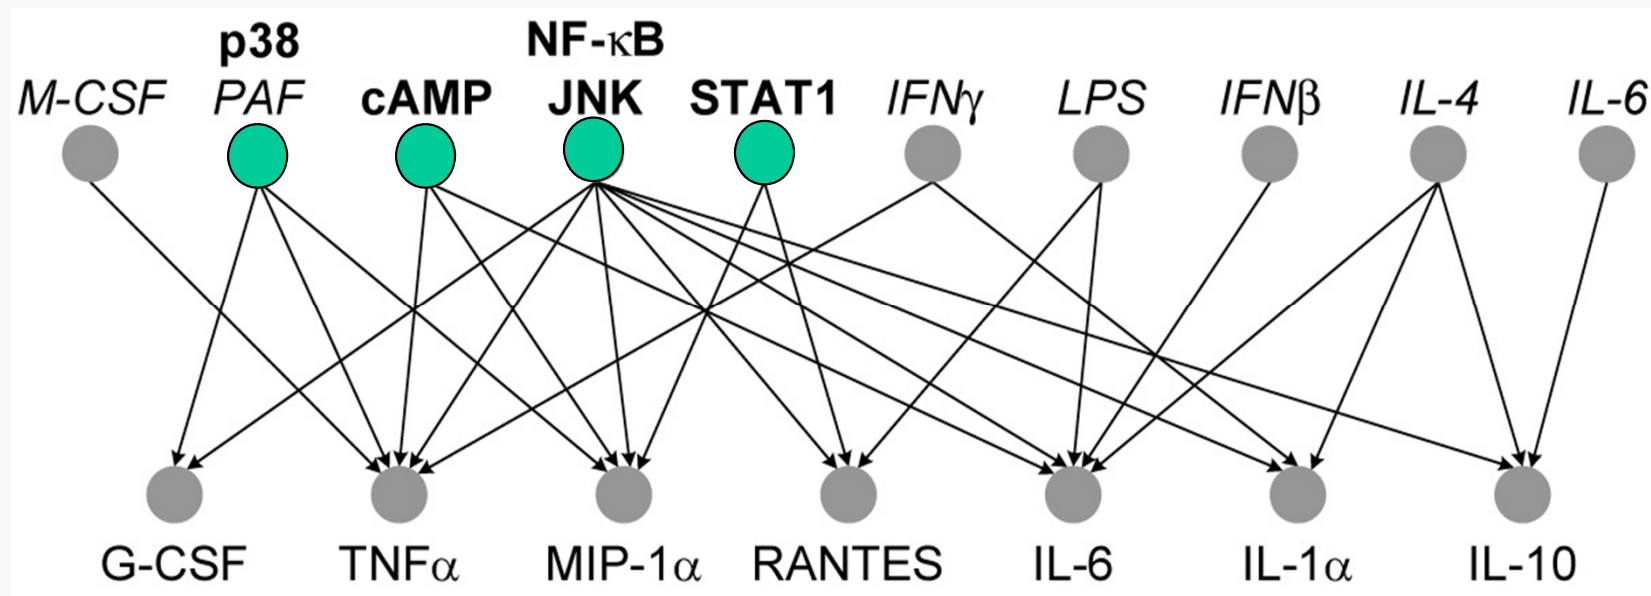 p38 NF-κB
M-CSF PAF cAMP JNK STAT1 IFNγ LPS IFNβ IL-4 IL-6
G-CSF TNFα MIP-1α RANTES IL-6 IL-1α IL-10